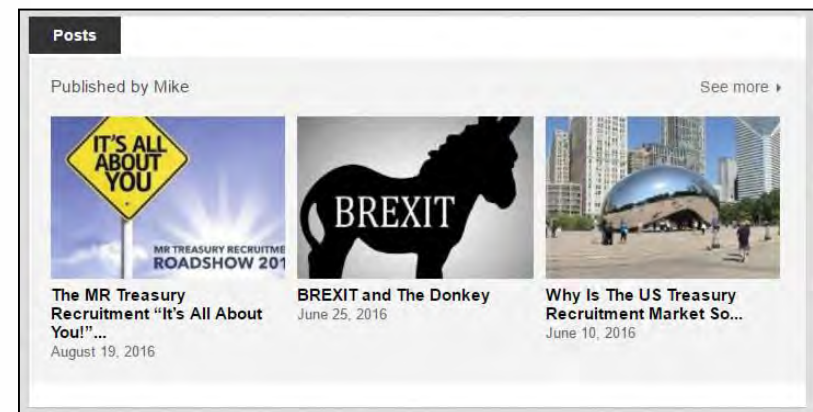 Posts
Published by Mike
See more
IT'S ALL
ABOUT
YOU
MR TREASURY RECRUITME
ROADSHOW 201
BREXIT
The MR Treasury
Recruitment “It's All About
You!”...
August 19, 2016
BREXIT and The Donkey
June 25, 2016
Why Is The US Treasury
Recruitment Market So...
June 10, 2016